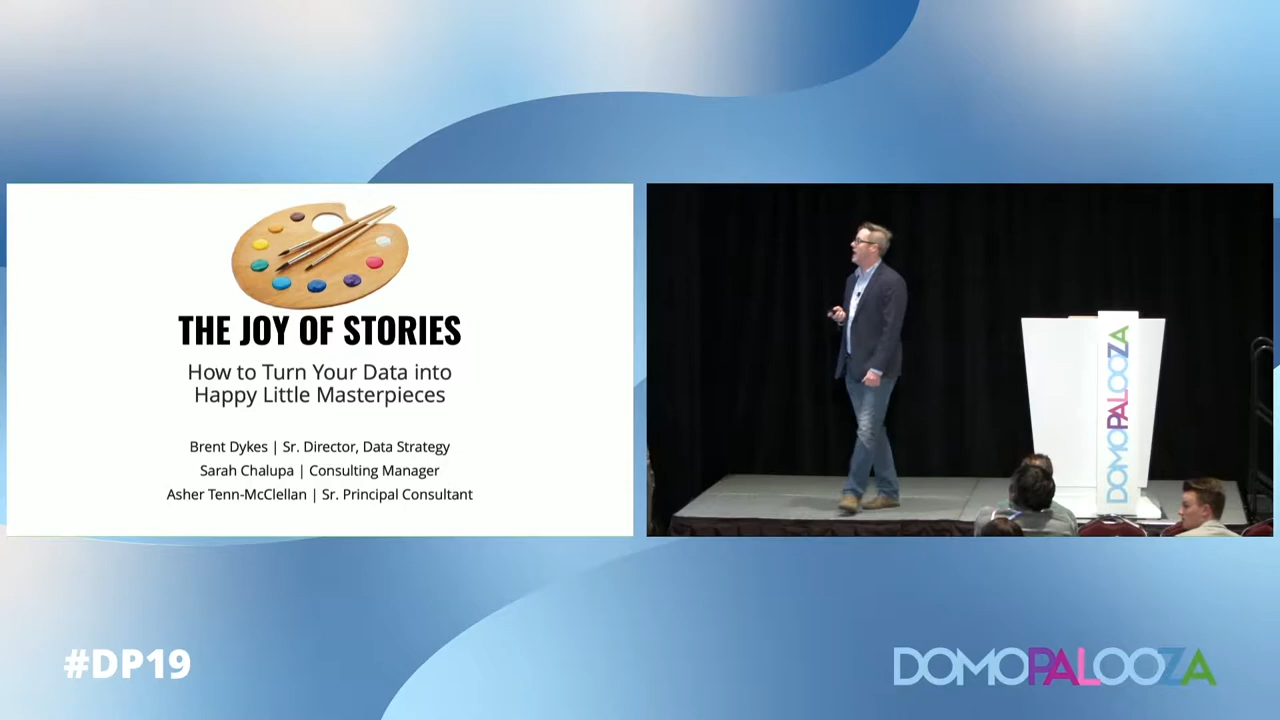 THE JOY OF STORIES
How to Turn Your Data into
Happy Little Masterpieces
Brent Dykes | Sr. Director, Data Strategy
Sarah Chalupa | Consulting Manager
Asher Tenn-McClellan | Sr. Principal Consultant
DOMOPALOOZA
#DP19
DOMOPALOOZA